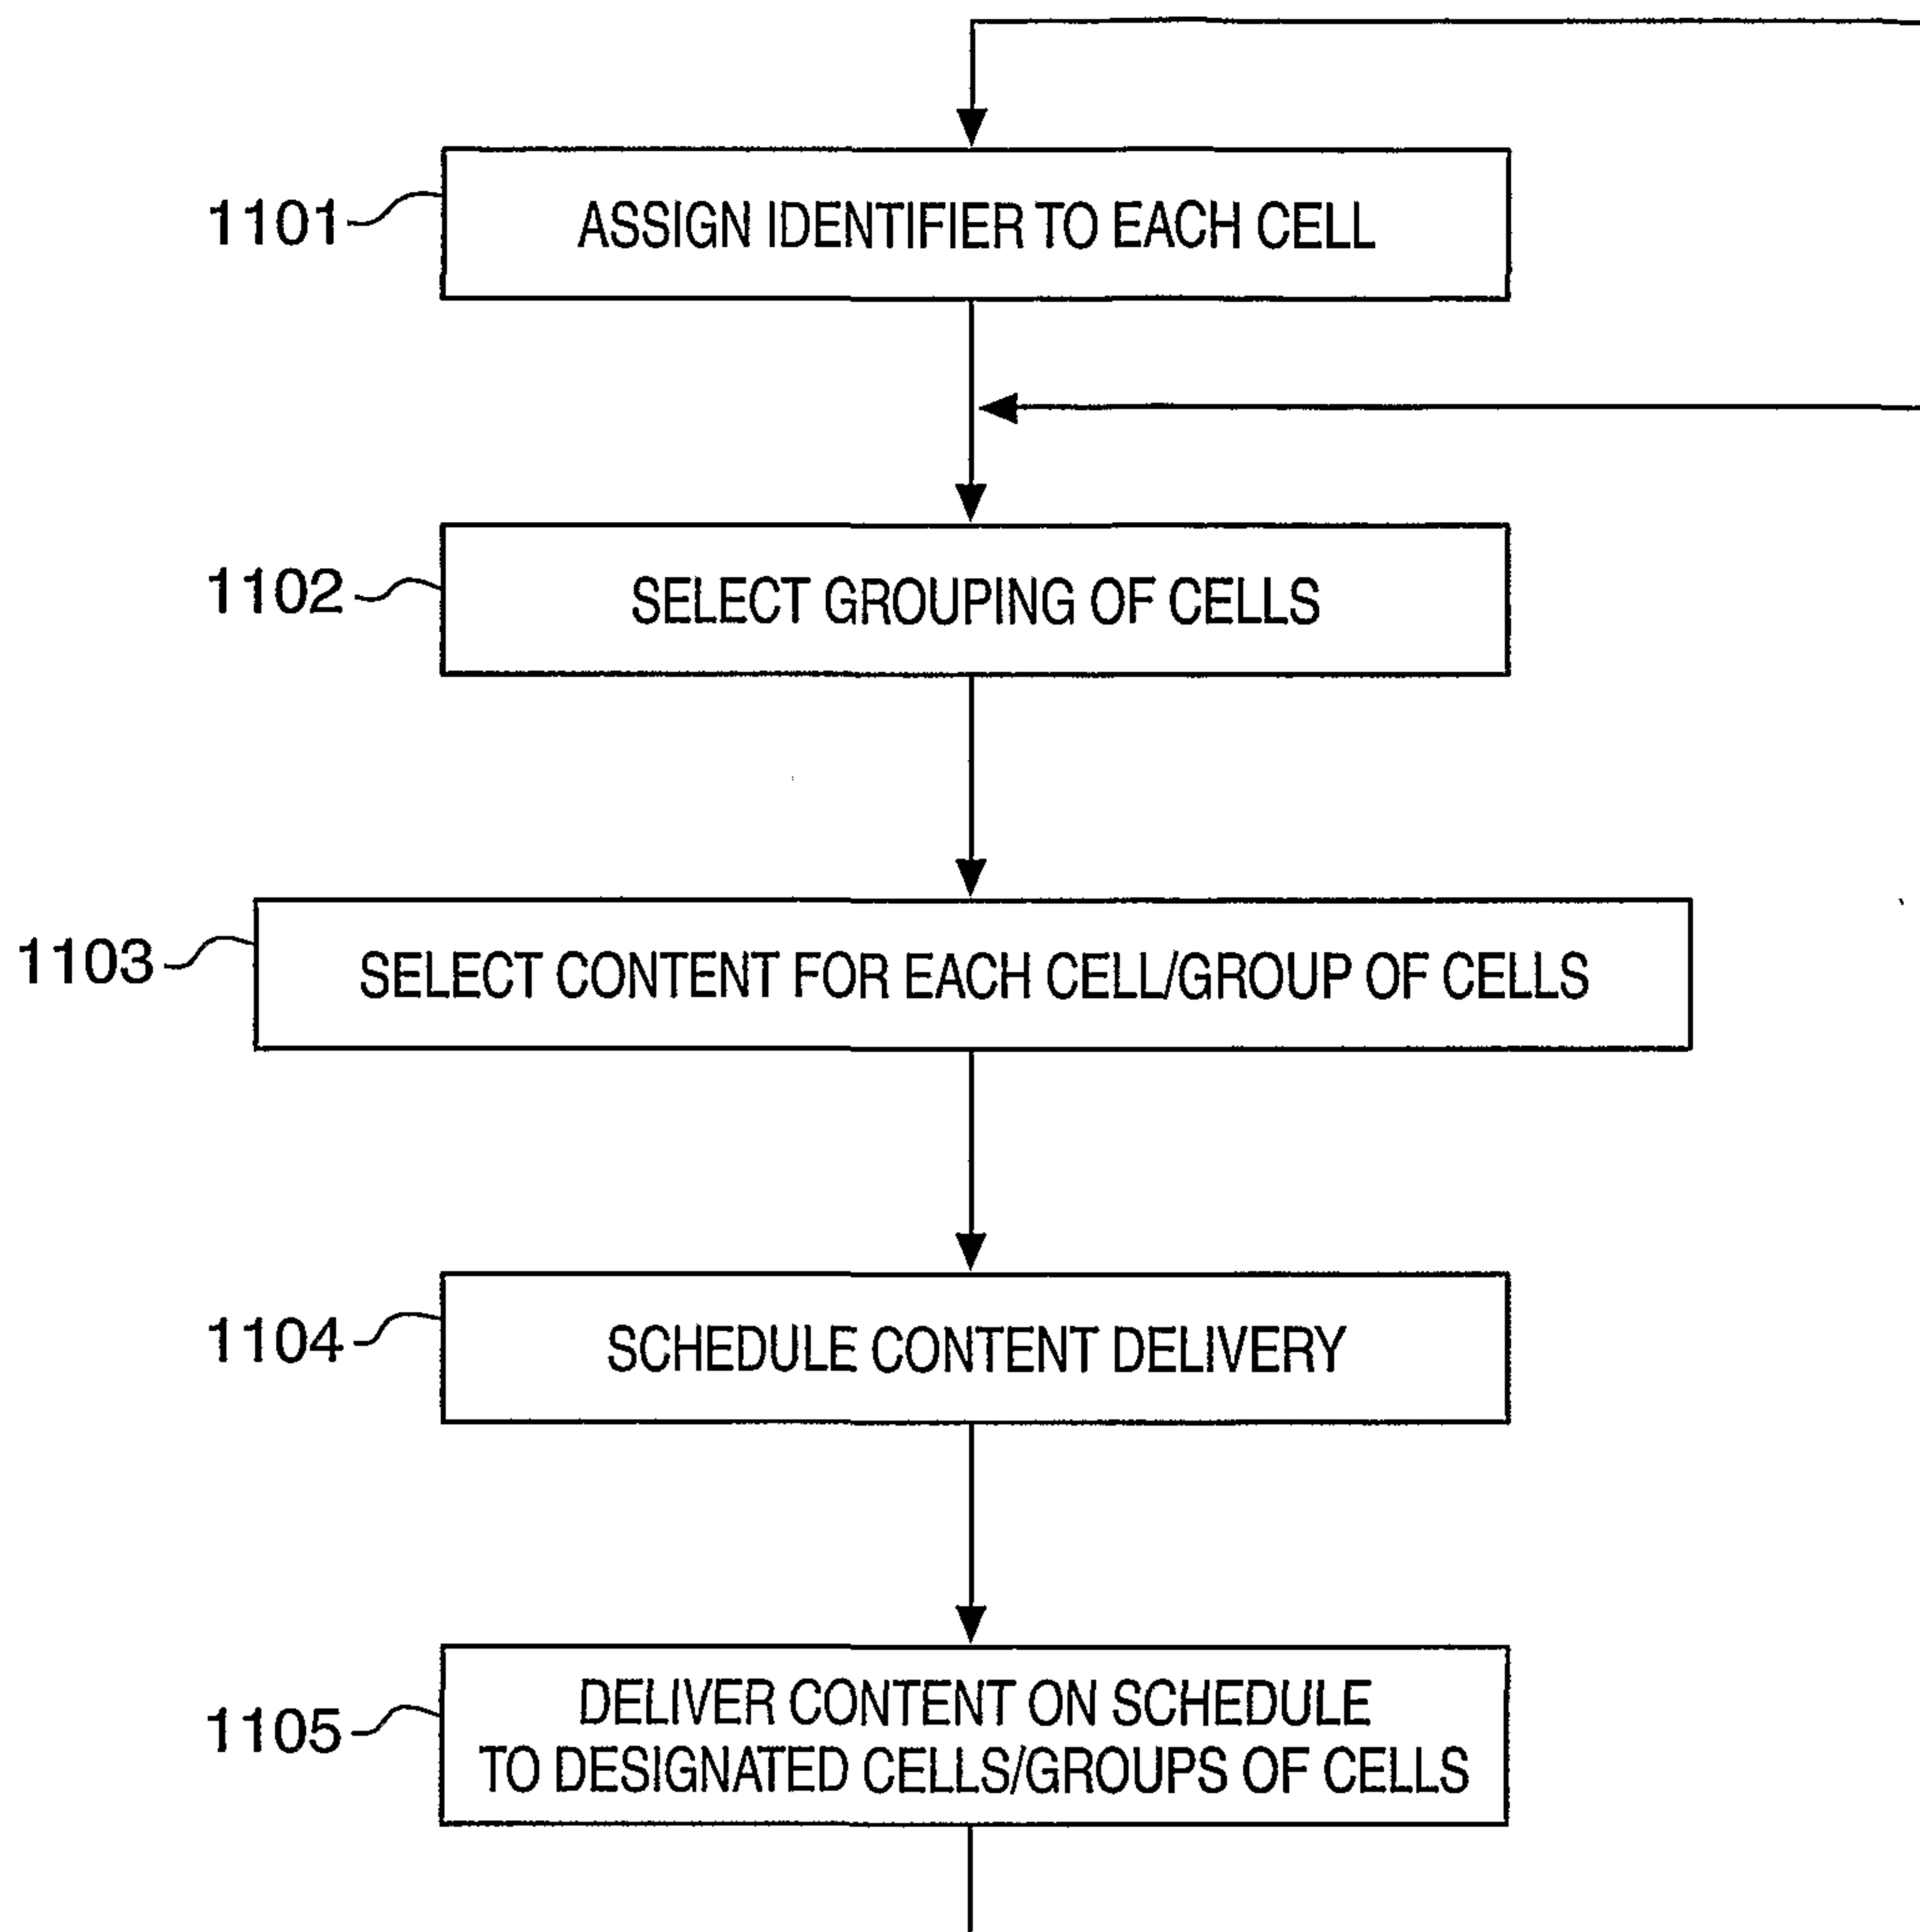 1101
ASSIGN IDENTIFIER TO EACH CELL
1102
SELECT GROUPING OF CELLS
1103
SELECT CONTENT FOR EACH CELL/GROUP OF CELLS
1104
SCHEDULE CONTENT DELIVERY
1105
DELIVER CONTENT ON SCHEDULE
TO DESIGNATED CELLS/GROUPS OF CELLS